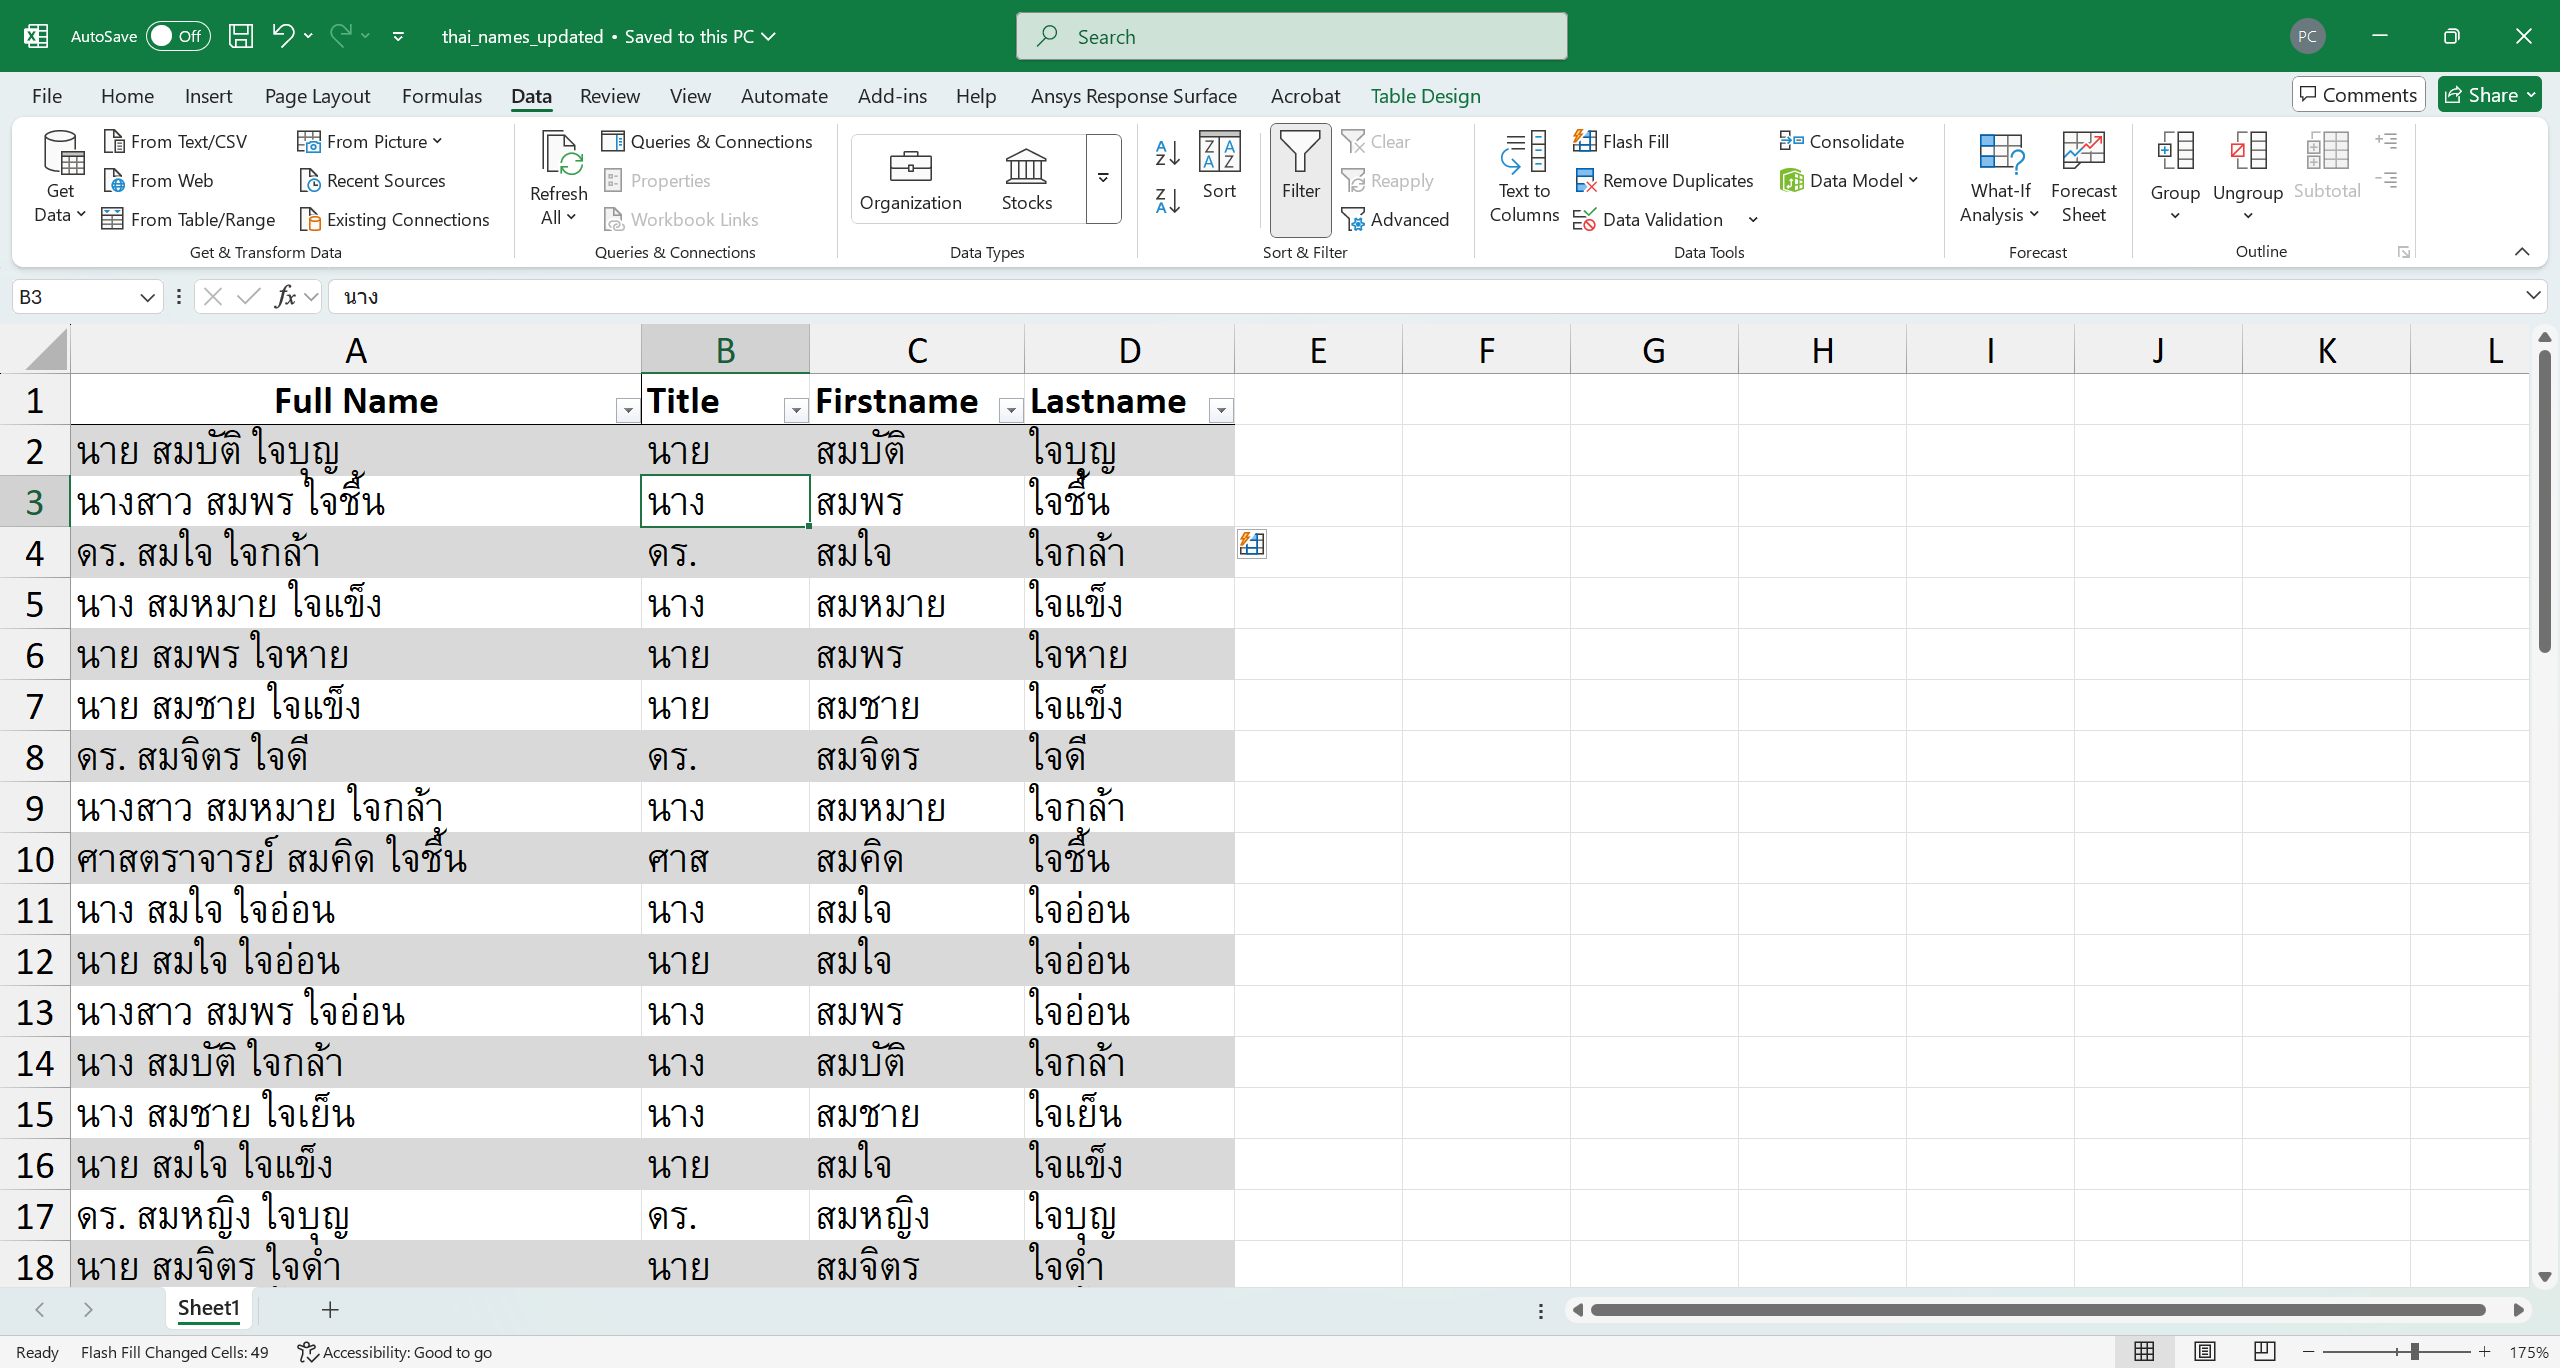 AutoSave Off thai_names_updated • Saved to this PC Search PC
File Home Insert Page Layout Formulas Data Review View Automate Add-ins Help Ansys Response Surface Acrobat Table Design Comments Share
Get Data From Text/CSV From Web From Table/Range From Picture Recent Sources Existing Connections
Get & Transform Data
Refresh All Queries & Connections Properties Workbook Links
Queries & Connections
Organization Stocks
Data Types
Sort Filter Clear Reapply Advanced
Sort & Filter
Text to Columns Flash Fill Remove Duplicates Data Validation Consolidate Data Model
Data Tools
What-If Analysis Forecast Sheet
Forecast
Group Ungroup Subtotal
Outline
B3 fx นาง
A B C D E F G H I J K L
1 Full Name Title Firstname Lastname
2 นาย สมบัติ ใจบุญ นาย สมบัติ ใจบุญ
3 นางสาว สมพร ใจชื้น นาง สมพร ใจชื้น
4 ดร. สมใจ ใจกล้า ดร. สมใจ ใจกล้า
5 นาง สมหมาย ใจแข็ง นาง สมหมาย ใจแข็ง
6 นาย สมพร ใจหาย นาย สมพร ใจหาย
7 นาย สมชาย ใจแข็ง นาย สมชาย ใจแข็ง
8 ดร. สมจิตร ใจดี ดร. สมจิตร ใจดี
9 นางสาว สมหมาย ใจกล้า นาง สมหมาย ใจกล้า
10 ศาสตราจารย์ สมคิด ใจชื้น ศาส สมคิด ใจชื้น
11 นาง สมใจ ใจอ่อน นาง สมใจ ใจอ่อน
12 นาย สมใจ ใจอ่อน นาย สมใจ ใจอ่อน
13 นางสาว สมพร ใจอ่อน นาง สมพร ใจอ่อน
14 นาง สมบัติ ใจกล้า นาง สมบัติ ใจกล้า
15 นาง สมชาย ใจเย็น นาง สมชาย ใจเย็น
16 นาย สมใจ ใจแข็ง นาย สมใจ ใจแข็ง
17 ดร. สมหญิง ใจบุญ ดร. สมหญิง ใจบุญ
18 นาย สมจิตร ใจดำ นาย สมจิตร ใจดำ
Sheet1
Ready Flash Fill Changed Cells: 49 Accessibility: Good to go 175%